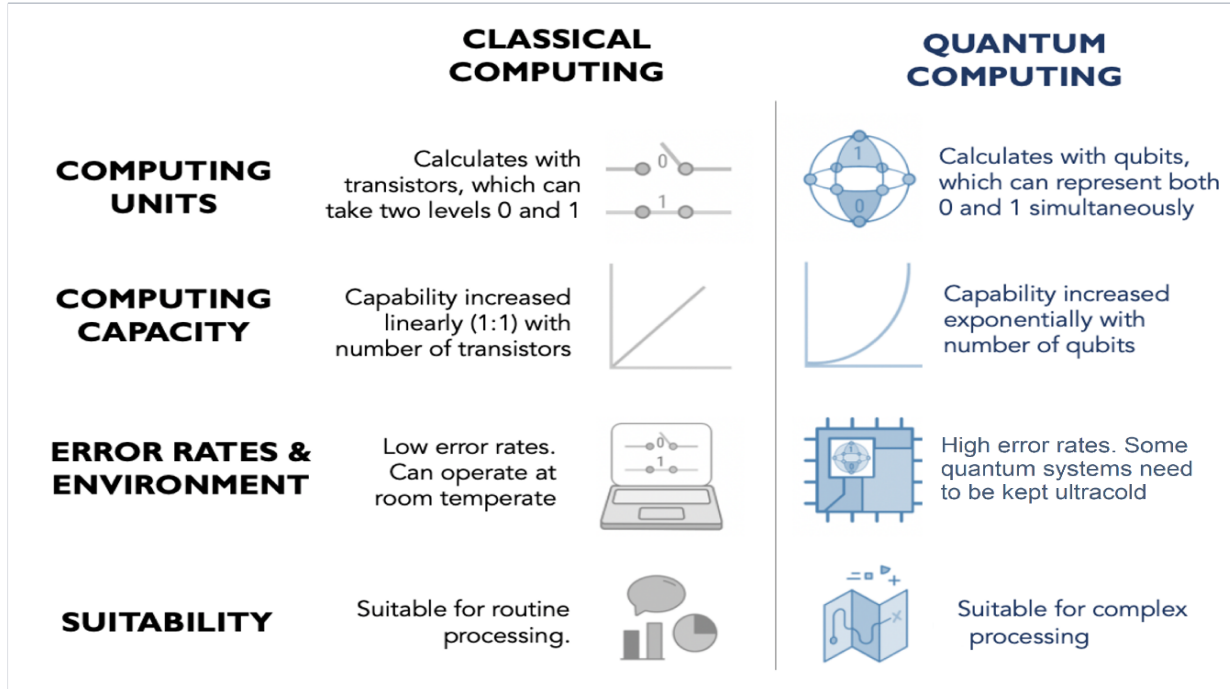 CLASSICAL
COMPUTING
QUANTUM
COMPUTING
COMPUTING
UNITS
Calculates with
transistors, which can
take two levels 0 and 1
0
1
1
0
Calculates with qubits,
which can represent both
0 and 1 simultaneously
COMPUTING
CAPACITY
Capability increased
linearly (1:1) with
number of transistors
Capability increased
exponentially with
number of qubits
ERROR RATES &
ENVIRONMENT
Low error rates.
Can operate at
room temperate
0
1
High error rates. Some
quantum systems need
to be kept ultracold
SUITABILITY
Suitable for routine
processing.
Suitable for complex
processing